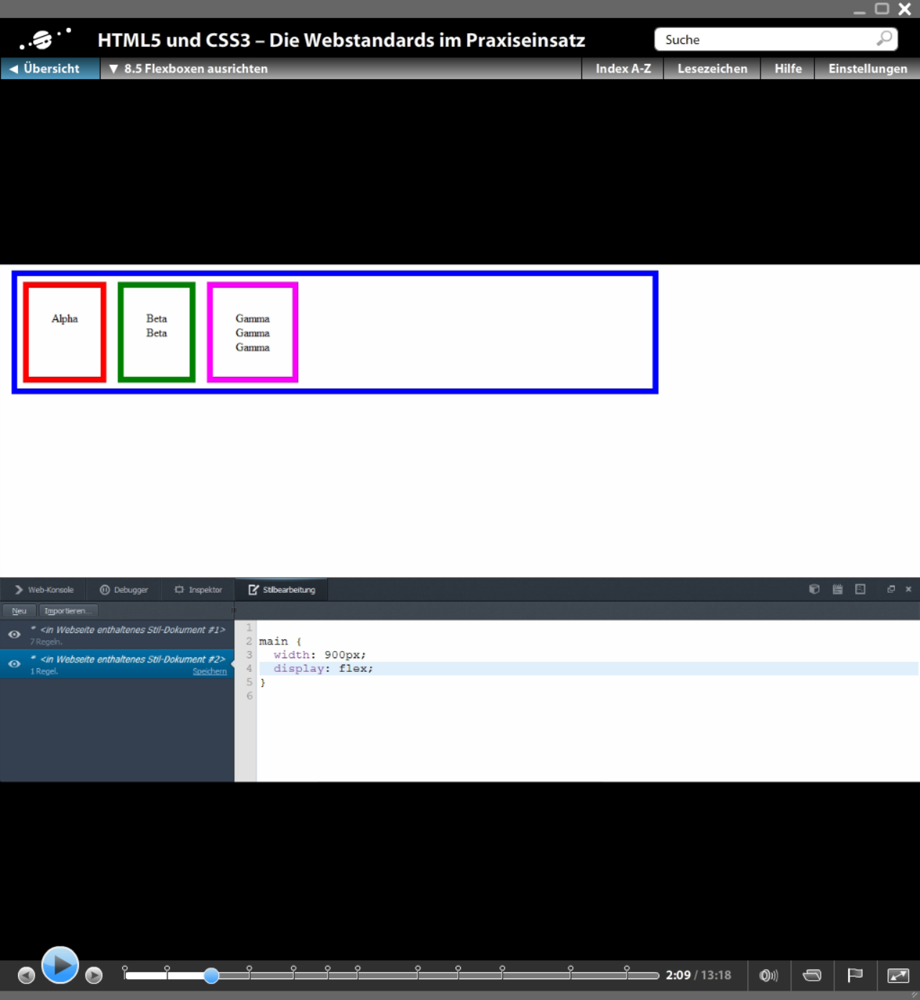 HTML5 und CSS3 – Die Webstandards im Praxiseinsatz
Suche
◀ Übersicht
▼ 8.5 Flexboxen ausrichten
Index A-Z
Lesezeichen
Hilfe
Einstellungen
Alpha
Beta
Beta
Gamma
Gamma
Gamma
Web-Konsole
Debugger
Inspektor
Stilbearbeitung
Neu
Importieren...
* <in Webseite enthaltenes Stil-Dokument #1>
7 Regeln.
* <in Webseite enthaltenes Stil-Dokument #2>
1 Regel.
Speichern
1
2 main {
3 width: 900px;
4 display: flex;
5 }
6
2:09 / 13:18